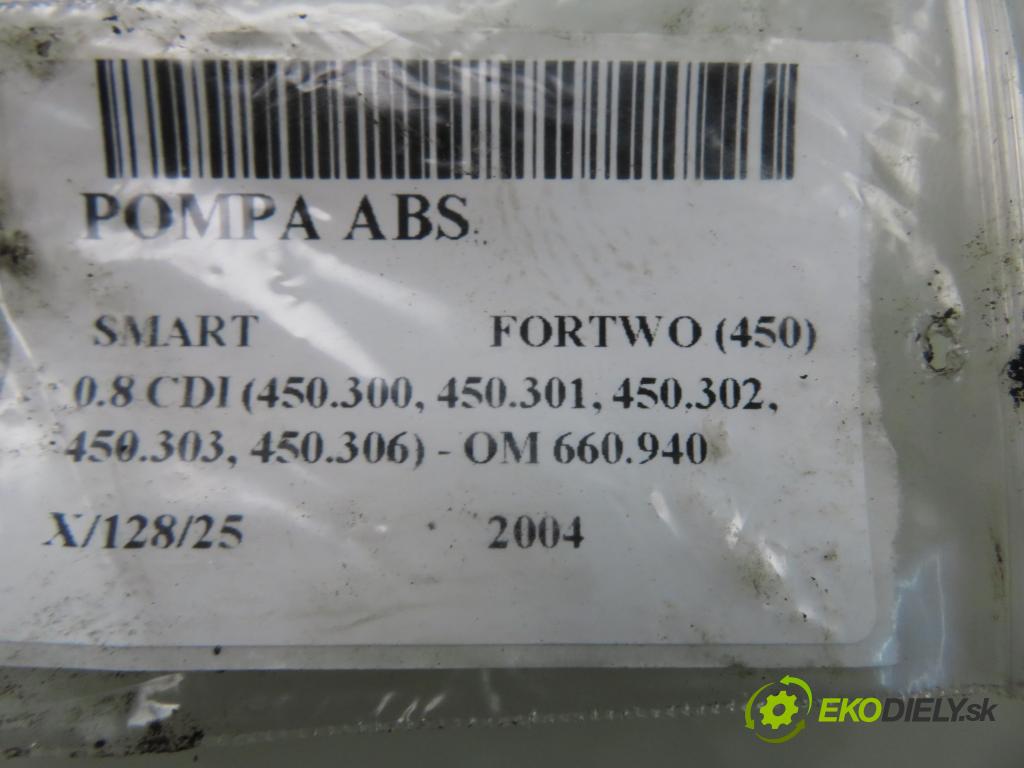 POMPA ABS
SMART FORTWO (450)
0.8 CDI (450.300, 450.301, 450.302,
450.303, 450.306) - OM 660.940
X/128/25 2004
EKODIELY.sk